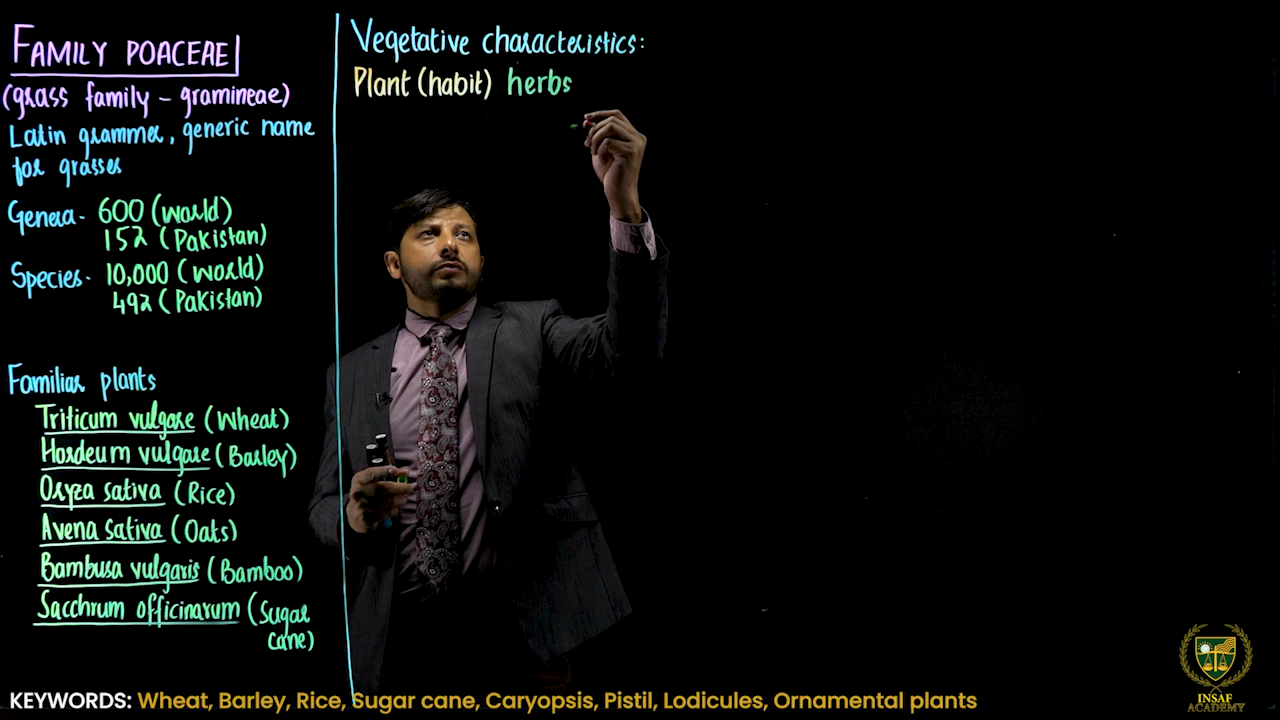 FAMILY POACEAE
(grass family - gramineae)
Latin grammer, generic name
for grasses
Genera- 600 (world)
152 (Pakistan)
Species- 10,000 (world)
492 (Pakistan)
Familiar plants
Triticum vulgare (Wheat)
Hordeum vulgare (Barley)
Oryza sativa (Rice)
Avena sativa (Oats)
Bambusa vulgaris (Bamboo)
Sacchrum officinarum (Sugar
cane)
Vegetative characteristics:
Plant (habit) herbs
KEYWORDS: Wheat, Barley, Rice, Sugar cane, Caryopsis, Pistil, Lodicules, Ornamental plants
INSAF
ACADEMY